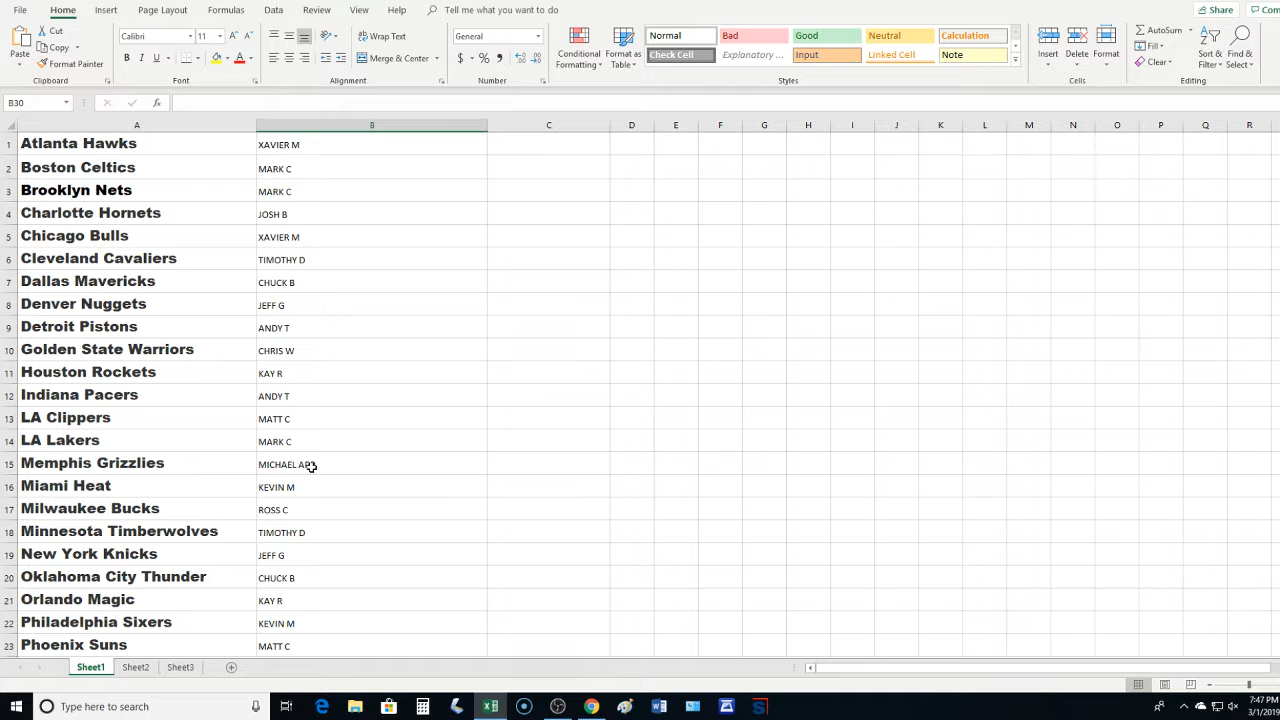 File Home Insert Page Layout Formulas Data Review View Help Tell me what you want to do Share Com
Paste Cut Copy Format Painter Clipboard
Calibri 11 A A B I U A Font
Wrap Text Merge & Center Alignment
General $ % , Number
Conditional Formatting Format as Table
Normal Bad Good Neutral Calculation
Check Cell Explanatory ... Input Linked Cell Note
Styles
Insert Delete Format Cells
AutoSum Fill Clear Sort & Filter Find & Select Editing
B30 fx
A B C D E F G H I J K L M N O P Q R
1 Atlanta Hawks XAVIER M
2 Boston Celtics MARK C
3 Brooklyn Nets MARK C
4 Charlotte Hornets JOSH B
5 Chicago Bulls XAVIER M
6 Cleveland Cavaliers TIMOTHY D
7 Dallas Mavericks CHUCK B
8 Denver Nuggets JEFF G
9 Detroit Pistons ANDY T
10 Golden State Warriors CHRIS W
11 Houston Rockets KAY R
12 Indiana Pacers ANDY T
13 LA Clippers MATT C
14 LA Lakers MARK C
15 Memphis Grizzlies MICHAEL
16 Miami Heat KEVIN M
17 Milwaukee Bucks ROSS C
18 Minnesota Timberwolves TIMOTHY D
19 New York Knicks JEFF G
20 Oklahoma City Thunder CHUCK B
21 Orlando Magic KAY R
22 Philadelphia Sixers KEVIN M
23 Phoenix Suns MATT C
Sheet1 Sheet2 Sheet3
Type here to search
7:47 PM
3/1/2019